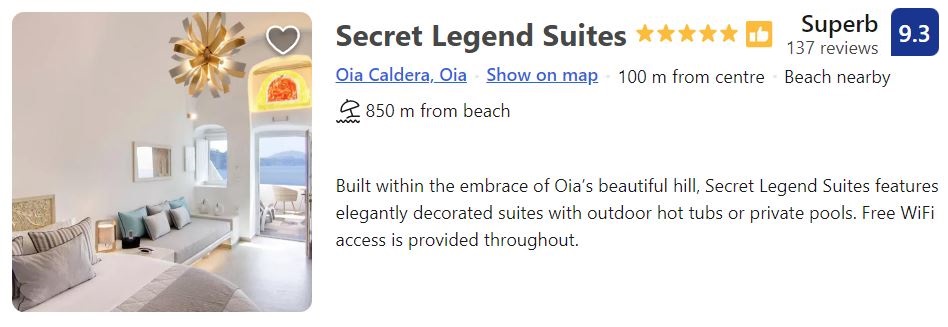 Secret Legend Suites
Superb
137 reviews
9.3
Oia Caldera, Oia Show on map 100 m from centre Beach nearby
850 m from beach
Built within the embrace of Oia’s beautiful hill, Secret Legend Suites features
elegantly decorated suites with outdoor hot tubs or private pools. Free WiFi
access is provided throughout.